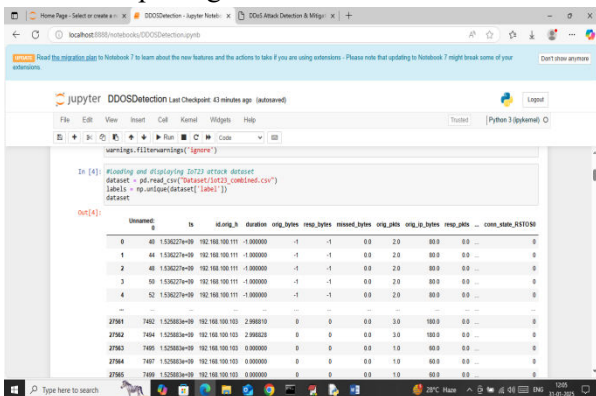 Home Page - Select or create a n
DDOSDetection - Jupyter Notebo
DDoS Attack Detection & Mitigat
localhost:8888/notebooks/DDOSDetection.ipynb
UPDATE Read the migration plan to Notebook 7 to learn about the new features and the actions to take if you are using extensions - Please note that updating to Notebook 7 might break some of your extensions.
Don't show anymore
jupyter DDOSDetection Last Checkpoint: 43 minutes ago (autosaved)
Logout
File Edit View Insert Cell Kernel Widgets Help
Trusted
Python 3 (ipykernel)
Run
Code
warnings.filterwarnings('ignore')
In [4]: #loading and displaying IoT23 attack dataset
dataset = pd.read_csv("Dataset/iot23_combined.csv")
labels = np.unique(dataset['label'])
dataset
Out[4]:
Unnamed: 0 ts id.orig_h duration orig_bytes resp_bytes missed_bytes orig_pkts orig_ip_bytes resp_pkts ... conn_state_RSTOS0
0 40 1.536227e+09 192.168.100.111 -1.000000 -1 -1 0.0 2.0 80.0 0.0 ... 0
1 44 1.536227e+09 192.168.100.111 -1.000000 -1 -1 0.0 2.0 80.0 0.0 ... 0
2 48 1.536227e+09 192.168.100.111 -1.000000 -1 -1 0.0 2.0 80.0 0.0 ... 0
3 50 1.536227e+09 192.168.100.111 -1.000000 -1 -1 0.0 2.0 80.0 0.0 ... 0
4 52 1.536227e+09 192.168.100.111 -1.000000 -1 -1 0.0 2.0 80.0 0.0 ... 0
... ... ... ... ... ... ... ... ... ... ... ... ...
27561 7492 1.525883e+09 192.168.100.103 2.998810 0 0 0.0 3.0 180.0 0.0 ... 0
27562 7494 1.525883e+09 192.168.100.103 2.998828 0 0 0.0 3.0 180.0 0.0 ... 0
27563 7495 1.525883e+09 192.168.100.103 0.000000 0 0 0.0 1.0 60.0 0.0 ... 0
27564 7497 1.525883e+09 192.168.100.103 0.000000 0 0 0.0 1.0 60.0 0.0 ... 0
27565 7499 1.525883e+09 192.168.100.103 0.000000 0 0 0.0 1.0 60.0 0.0 ... 0
Type here to search
28°C Haze
ENG
12:05
31-01-2025